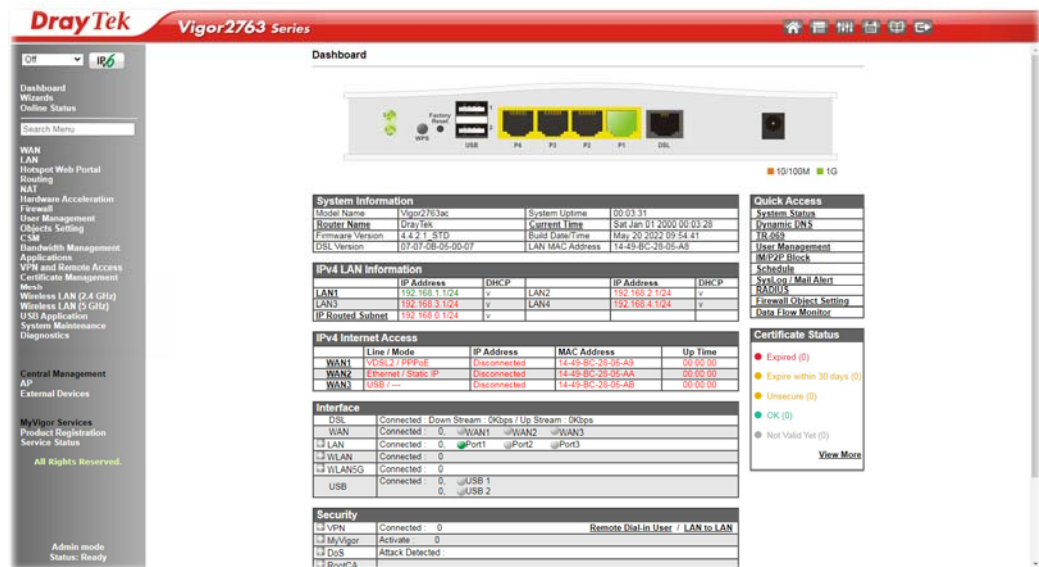 DrayTek Vigor2763 Series
Off IPv6
Dashboard
Wizards
Online Status
Search Menu
WAN
LAN
Hotspot Web Portal
Routing
NAT
Hardware Acceleration
Firewall
User Management
Objects Setting
CSM
Bandwidth Management
Applications
VPN and Remote Access
Certificate Management
Mesh
Wireless LAN (2.4 GHz)
Wireless LAN (5 GHz)
USB Application
System Maintenance
Diagnostics
Central Management
AP
External Devices
MyVigor Services
Product Registration
Service Status
All Rights Reserved.
Admin mode
Status: Ready
Dashboard
Factory
Reset
WPS
1
2
USB P4 P3 P2 P1 DSL
10/100M 1G
System Information
Model Name Vigor2763ac System Uptime 00:03:31
Router Name DrayTek Current Time Sat Jan 01 2000 00:03:28
Firmware Version 4.4.2.1_STD Build Date/Time May 20 2022 09:54:41
DSL Version 07-07-0B-05-00-07 LAN MAC Address 14-49-BC-28-05-A8
IPv4 LAN Information
IP Address DHCP IP Address DHCP
LAN1 192.168.1.1/24 v LAN2 192.168.2.1/24 v
LAN3 192.168.3.1/24 v LAN4 192.168.4.1/24 v
IP Routed Subnet 192.168.0.1/24 v
IPv4 Internet Access
Line / Mode IP Address MAC Address Up Time
WAN1 VDSL2 / PPPoE Disconnected 14-49-BC-28-05-A9 00:00:00
WAN2 Ethernet / Static IP Disconnected 14-49-BC-28-05-AA 00:00:00
WAN3 USB / --- Disconnected 14-49-BC-28-05-AB 00:00:00
Interface
DSL Connected : Down Stream : 0Kbps / Up Stream : 0Kbps
WAN Connected : 0, WAN1 WAN2 WAN3
LAN Connected : 0, Port1 Port2 Port3
WLAN Connected : 0
WLAN5G Connected : 0
USB Connected : 0, USB 1
0, USB 2
Security
VPN Connected : 0 Remote Dial-in User / LAN to LAN
MyVigor Activate : 0
DoS Attack Detected :
RootCA
Quick Access
System Status
Dynamic DNS
TR-069
User Management
IM/P2P Block
Schedule
SysLog / Mail Alert
RADIUS
Firewall Object Setting
Data Flow Monitor
Certificate Status
Expired (0)
Expire within 30 days (0)
Unsecure (0)
OK (0)
Not Valid Yet (0)
View More